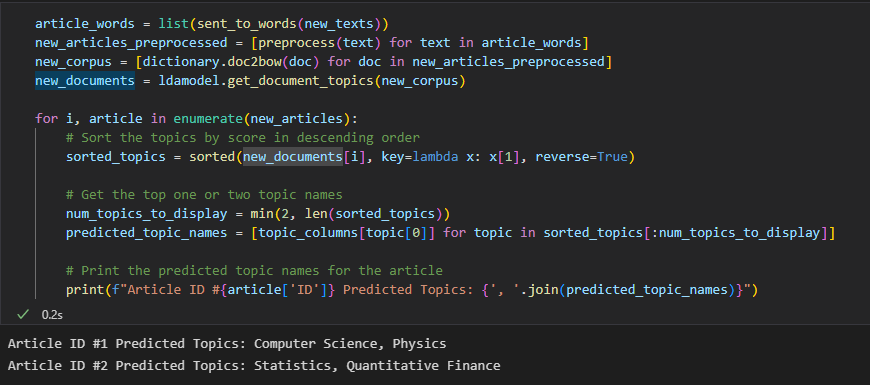 article_words = list(sent_to_words(new_texts))
new_articles_preprocessed = [preprocess(text) for text in article_words]
new_corpus = [dictionary.doc2bow(doc) for doc in new_articles_preprocessed]
new_documents = ldamodel.get_document_topics(new_corpus)

for i, article in enumerate(new_articles):
    # Sort the topics by score in descending order
    sorted_topics = sorted(new_documents[i], key=lambda x: x[1], reverse=True)

    # Get the top one or two topic names
    num_topics_to_display = min(2, len(sorted_topics))
    predicted_topic_names = [topic_columns[topic[0]] for topic in sorted_topics[:num_topics_to_display]]

    # Print the predicted topic names for the article
    print(f"Article ID #{article['ID']} Predicted Topics: {', '.join(predicted_topic_names)}")
0.2s
Article ID #1 Predicted Topics: Computer Science, Physics
Article ID #2 Predicted Topics: Statistics, Quantitative Finance